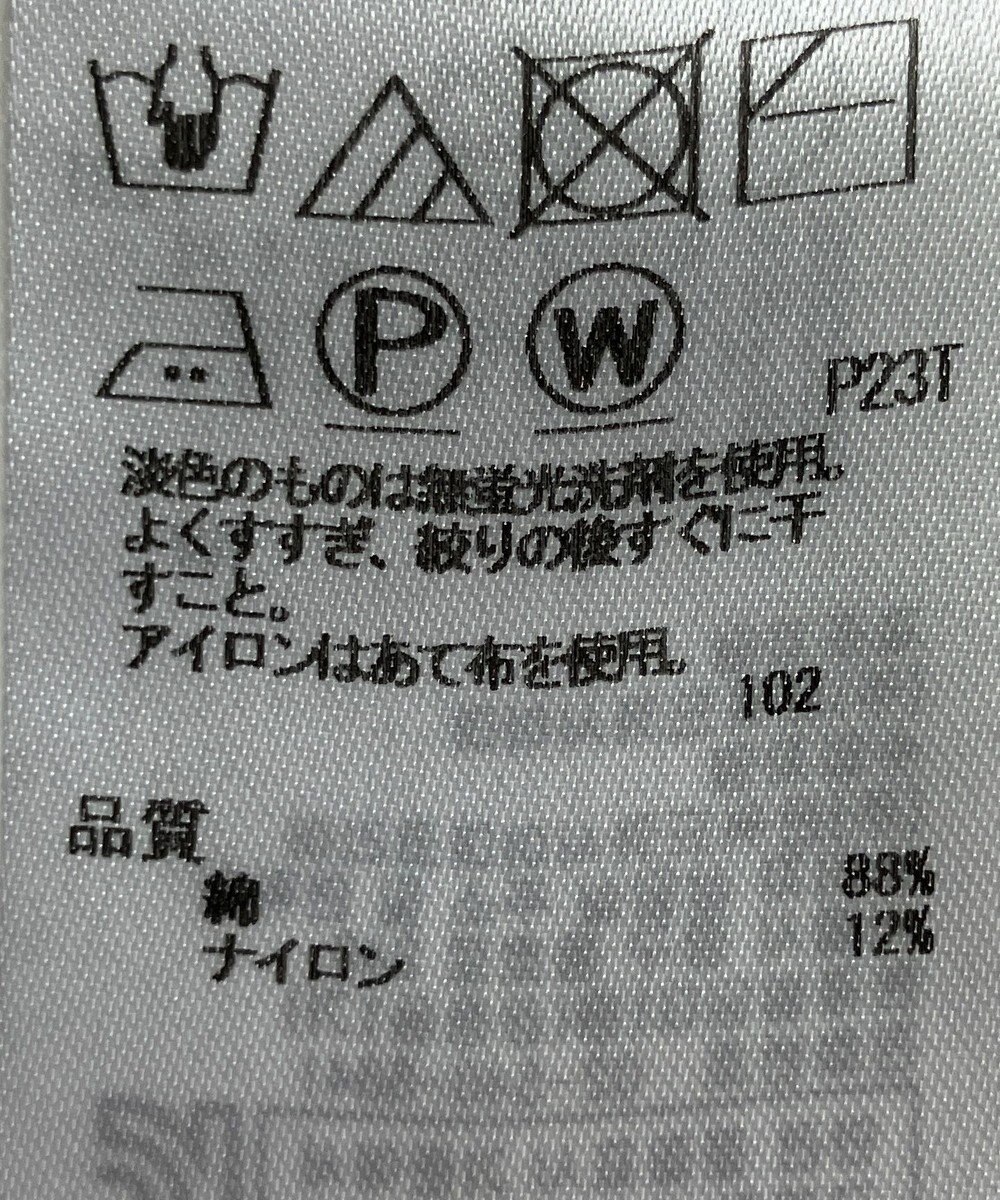 P
W
P23T
淡色のものは無蛍光洗剤を使用。
よくすすぎ、絞りの後すぐに干
すこと。
アイロンはあて布を使用。
102
品質
綿 88%
ナイロン 12%